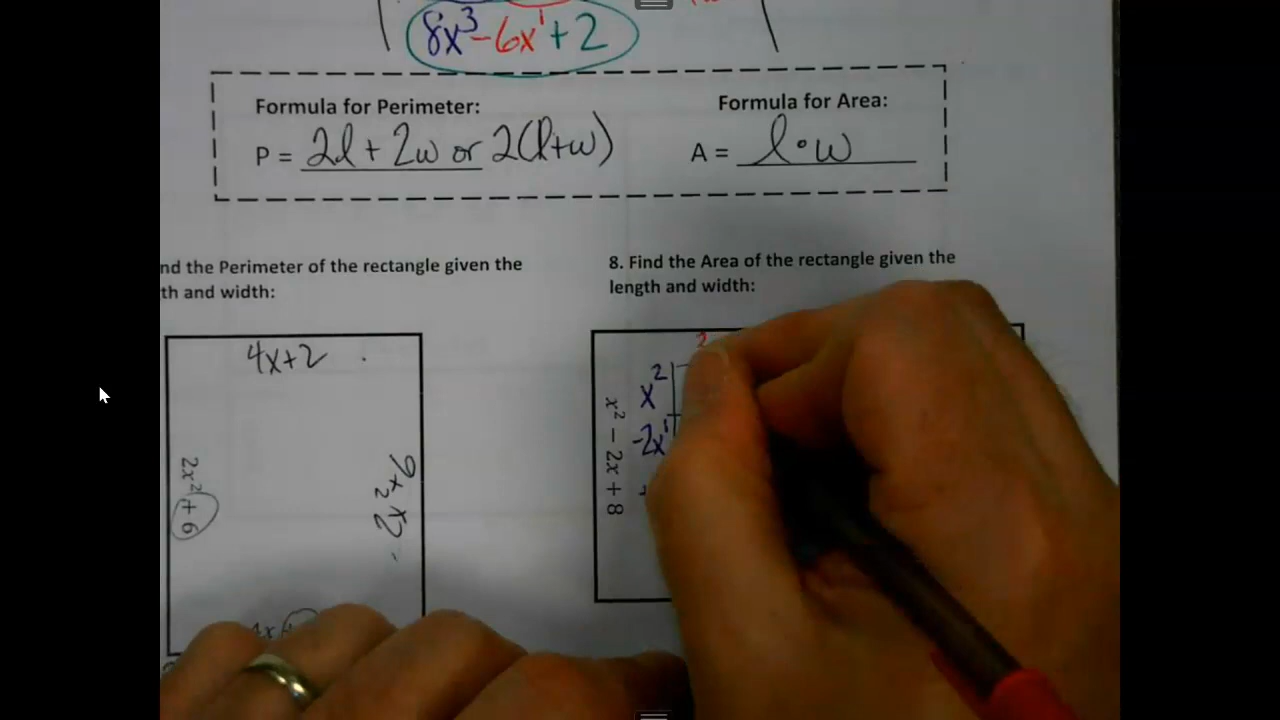 8x³-6x¹+2
Formula for Perimeter:
P = 2l + 2w or 2(l+w)
Formula for Area:
A = l•w
nd the Perimeter of the rectangle given the
th and width:
4x+2
2x² + 6
2x²+6
8. Find the Area of the rectangle given the
length and width:
x² − 2x + 8
x²
-2x¹